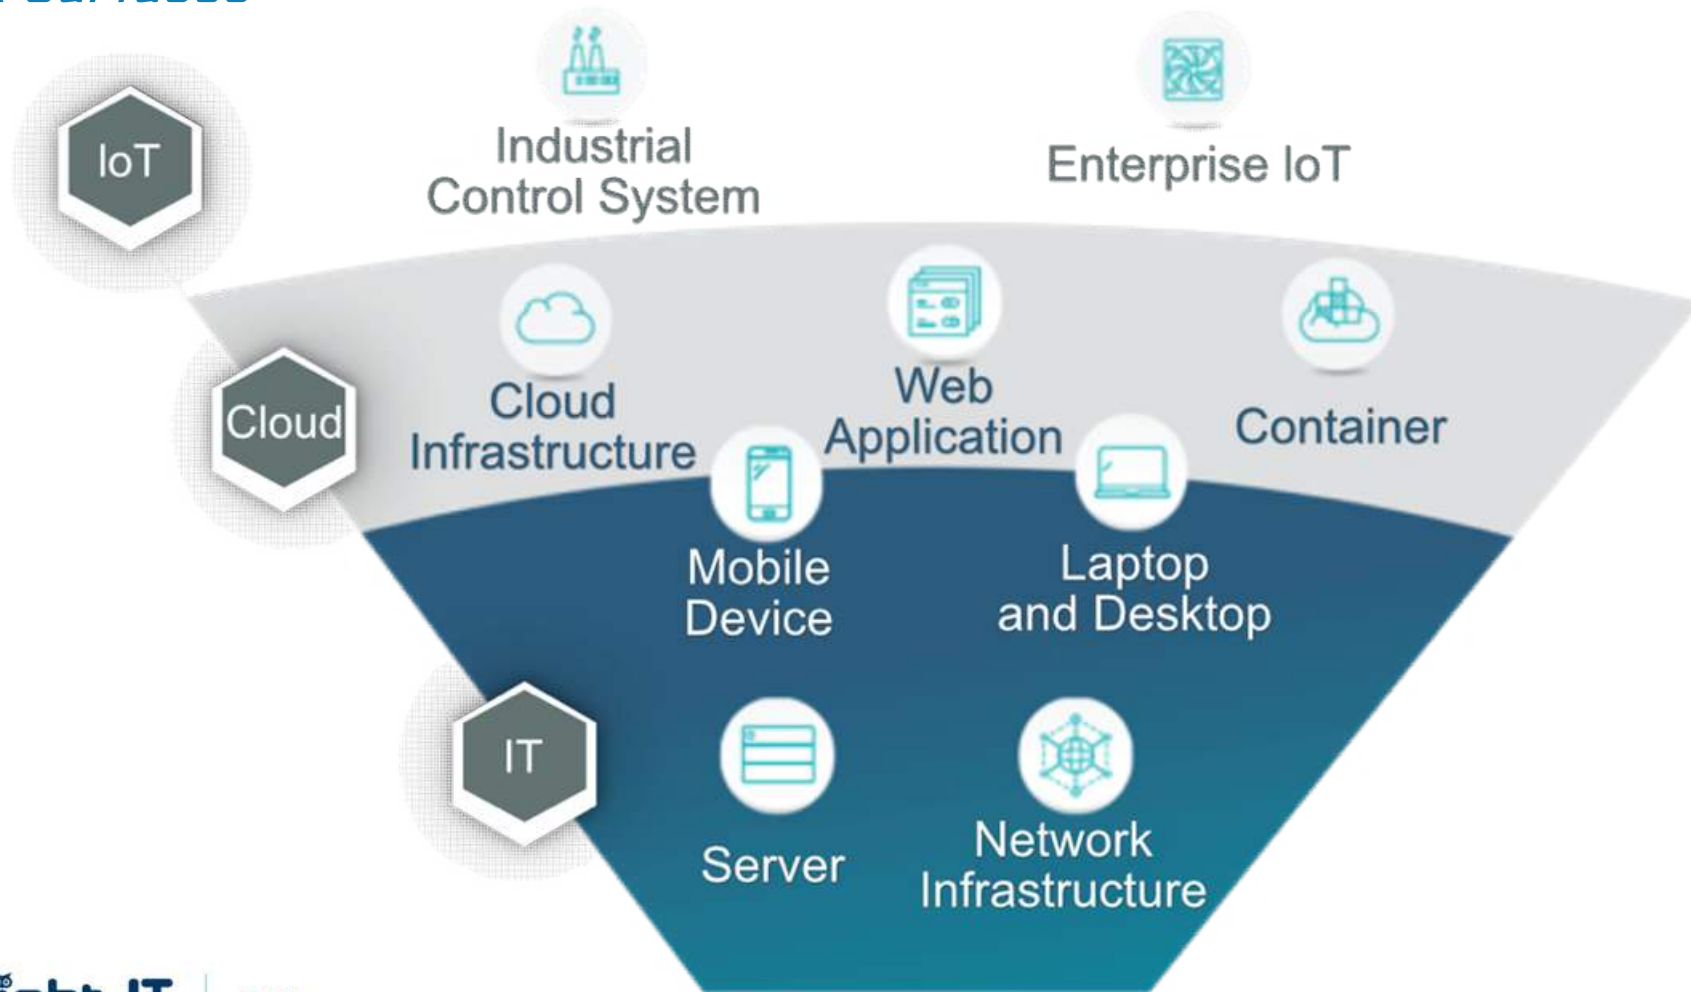 IoT
Industrial
Control System
Enterprise IoT
Cloud
Cloud
Infrastructure
Web
Application
Container
Mobile
Device
Laptop
and Desktop
IT
Server
Network
Infrastructure
IT